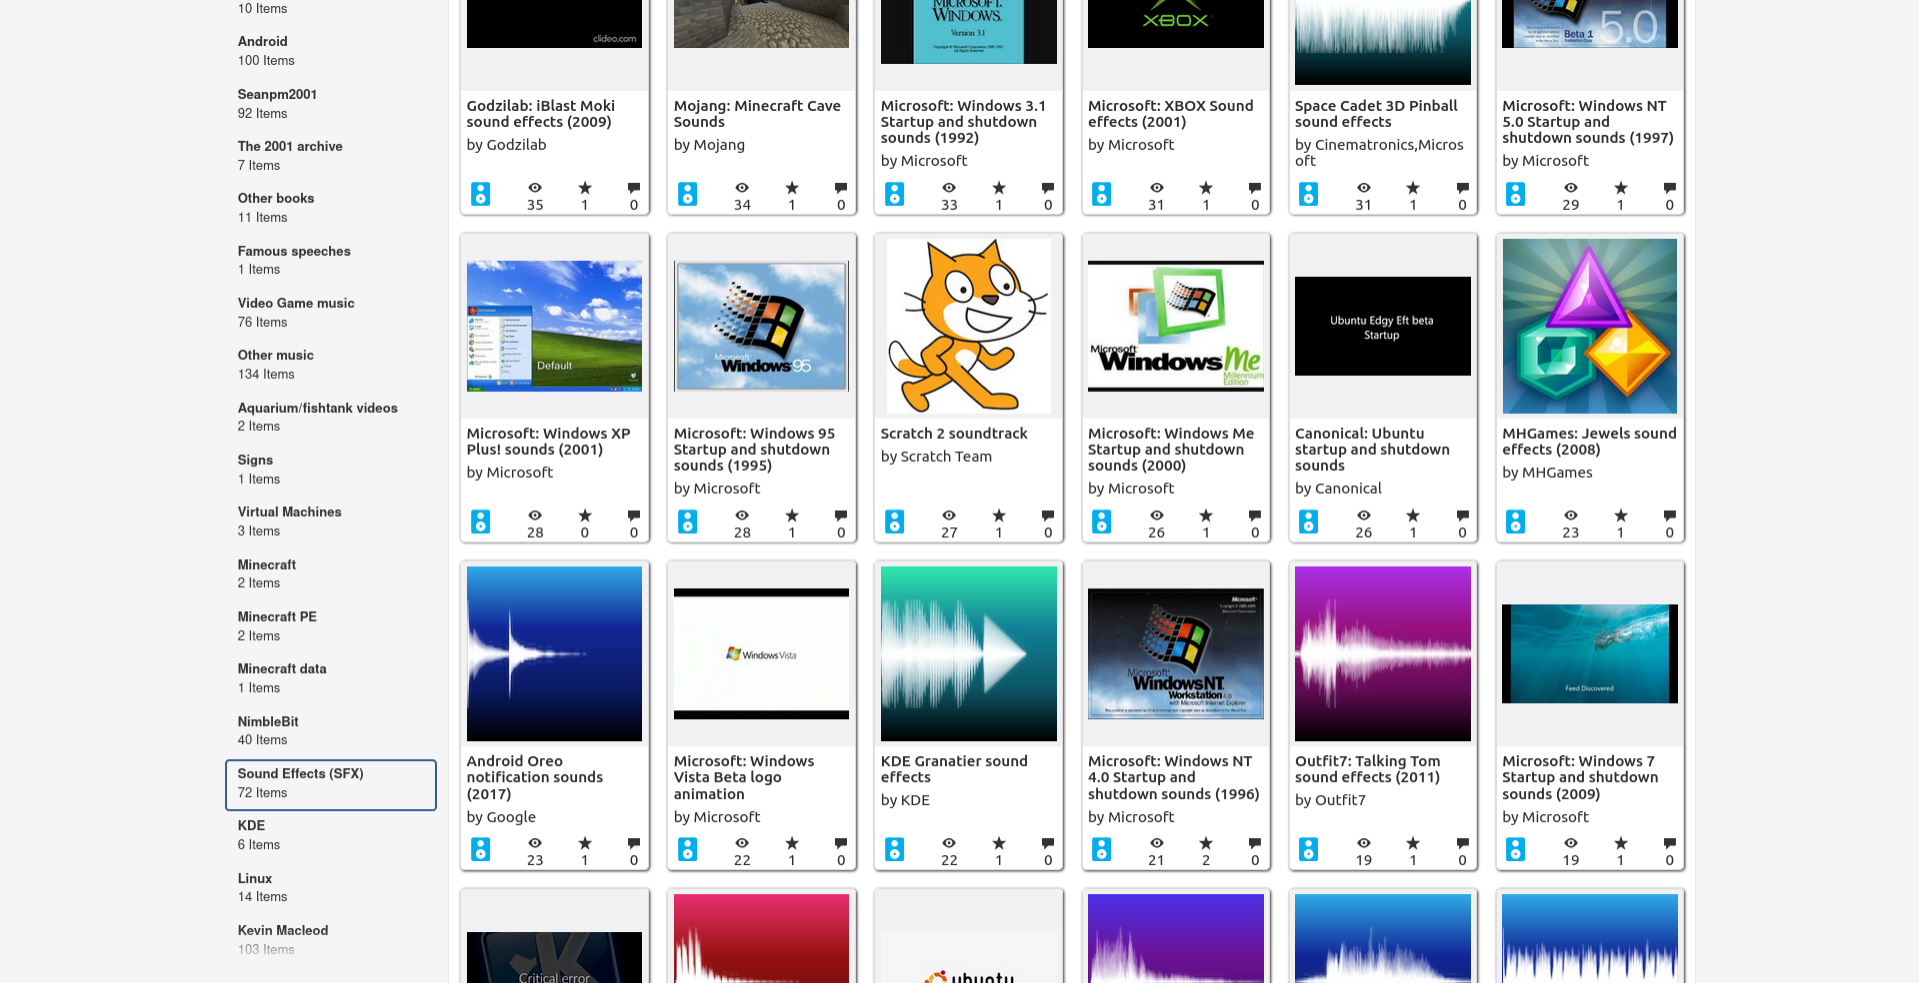 10 Items
Android
100 Items
Seanpm2001
92 Items
The 2001 archive
7 Items
Other books
11 Items
Famous speeches
1 Items
Video Game music
76 Items
Other music
134 Items
Aquarium/fishtank videos
2 Items
Signs
1 Items
Virtual Machines
3 Items
Minecraft
2 Items
Minecraft PE
2 Items
Minecraft data
1 Items
NimbleBit
40 Items
Sound Effects (SFX)
72 Items
KDE
6 Items
Linux
14 Items
Kevin Macleod
103 Items
clideo.com
Godzilab: iBlast Moki
sound effects (2009)
by Godzilab
35 1 0
Mojang: Minecraft Cave
Sounds
by Mojang
34 1 0
MICROSOFT.
WINDOWS.
Version 3.1
Microsoft: Windows 3.1
Startup and shutdown
sounds (1992)
by Microsoft
33 1 0
XBOX
Microsoft: XBOX Sound
effects (2001)
by Microsoft
31 1 0
Space Cadet 3D Pinball
sound effects
by Cinematronics,Micros
oft
31 1 0
Beta 1
5.0
Microsoft: Windows NT
5.0 Startup and
shutdown sounds (1997)
by Microsoft
29 1 0
Default
Microsoft: Windows XP
Plus! sounds (2001)
by Microsoft
28 0 0
Microsoft
Windows 95
Microsoft: Windows 95
Startup and shutdown
sounds (1995)
by Microsoft
28 1 0
Scratch 2 soundtrack
by Scratch Team
27 1 0
Microsoft
Windows Me
Millennium
Edition
Microsoft: Windows Me
Startup and shutdown
sounds (2000)
by Microsoft
26 1 0
Ubuntu Edgy Eft beta
Startup
Canonical: Ubuntu
startup and shutdown
sounds
by Canonical
26 1 0
MHGames: Jewels sound
effects (2008)
by MHGames
23 1 0
Android Oreo
notification sounds
(2017)
by Google
23 1 0
Windows Vista
Microsoft: Windows
Vista Beta logo
animation
by Microsoft
22 1 0
KDE Granatier sound
effects
by KDE
22 1 0
Microsoft
Microsoft
Windows NT
Workstation 4.0
with Microsoft Internet Explorer
Microsoft: Windows NT
4.0 Startup and
shutdown sounds (1996)
by Microsoft
21 2 0
Outfit7: Talking Tom
sound effects (2011)
by Outfit7
19 1 0
Feed Discovered
Microsoft: Windows 7
Startup and shutdown
sounds (2009)
by Microsoft
19 1 0
Critical error
ubuntu